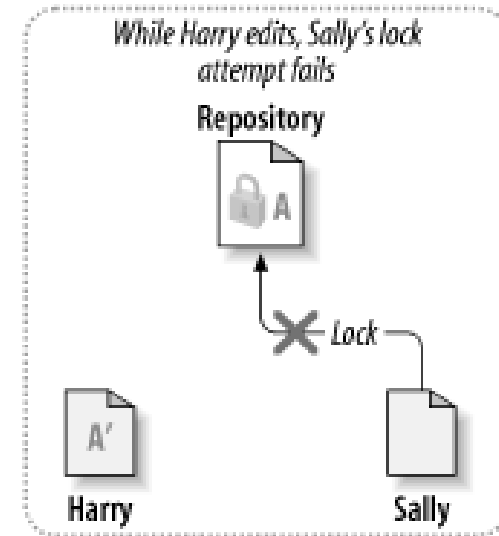 While Harry edits, Sally's lock
attempt fails
Repository
A
Lock
A'
Harry
Sally